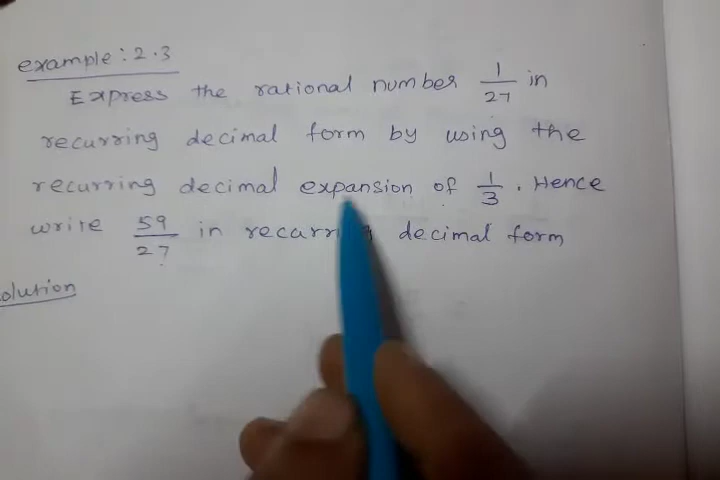 example: 2.3
Express the rational number 1/27 in
recurring decimal form by using the
recurring decimal expansion of 1/3. Hence
write 59/27 in decimal form
olution